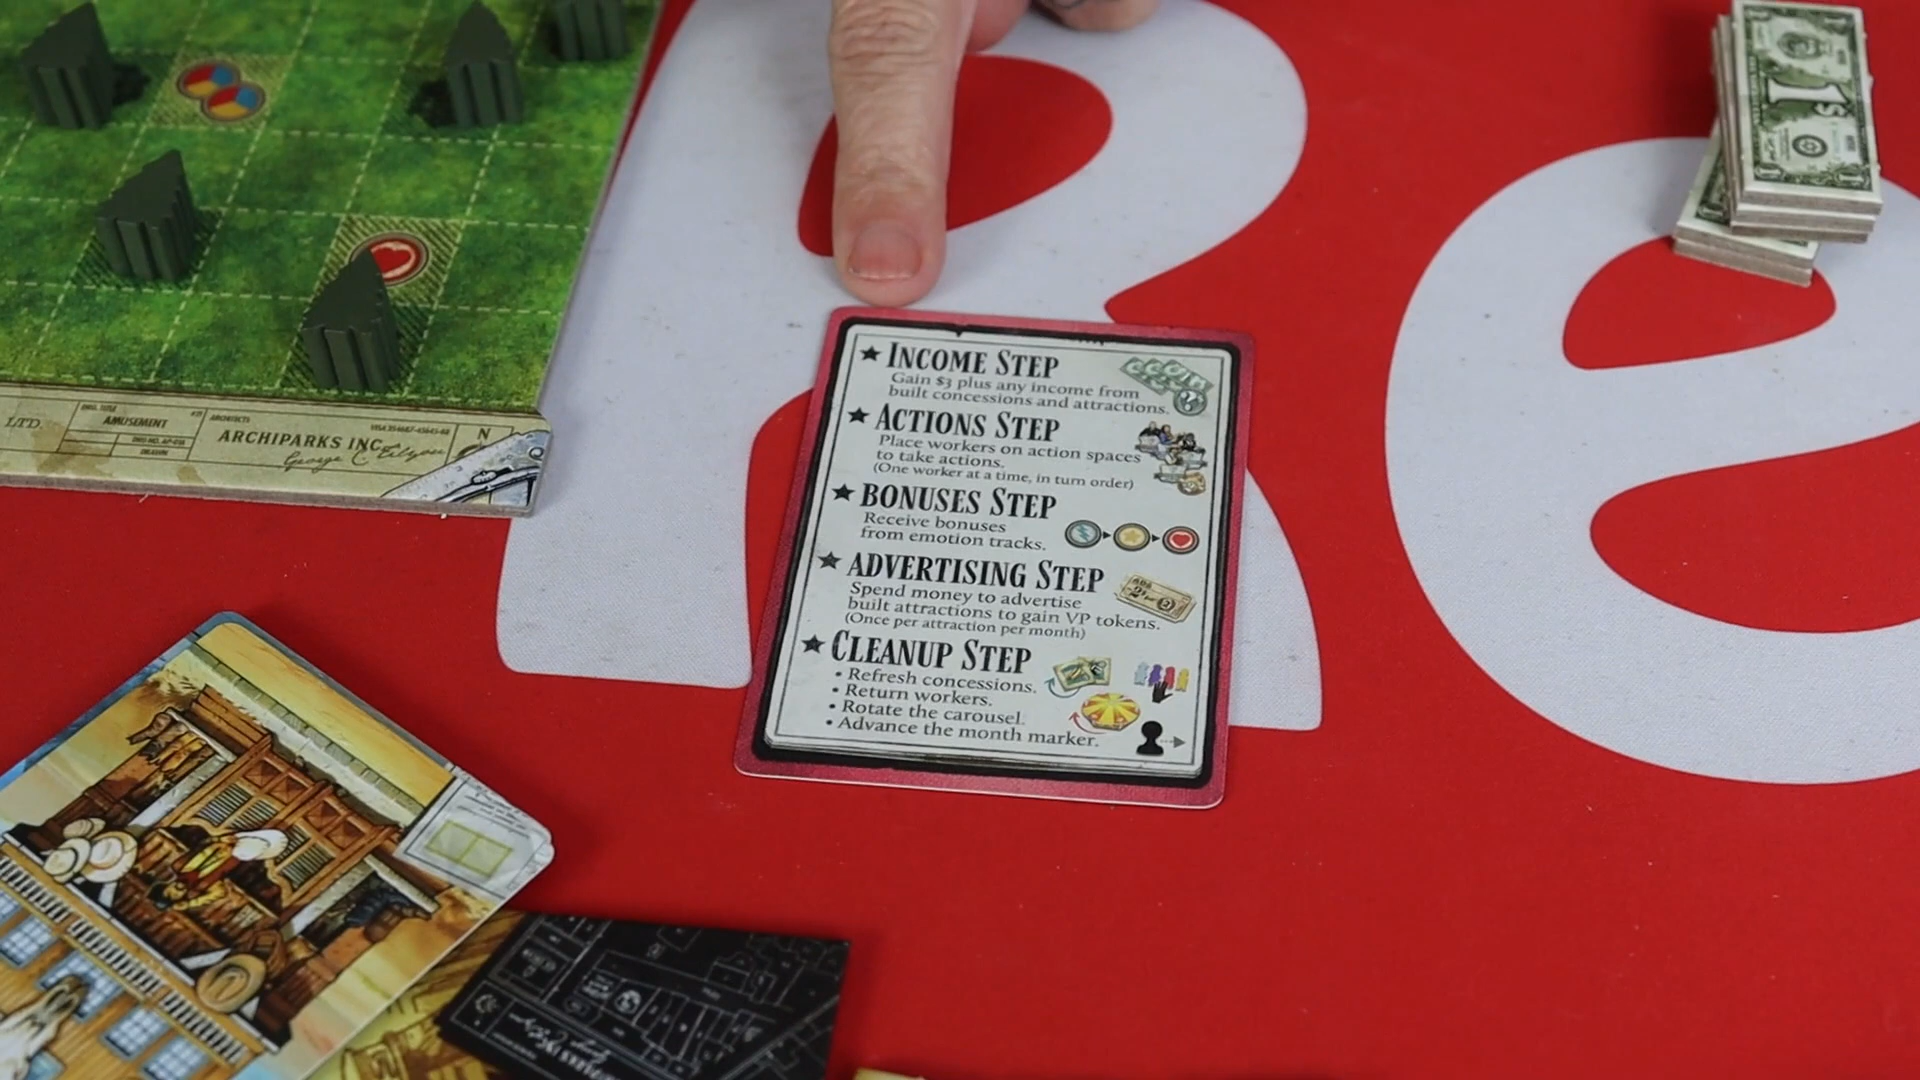 INCOME STEP
Gain $3 plus any income from
built concessions and attractions.
ACTIONS STEP
Place workers on action spaces
to take actions.
(One worker at a time, in turn order)
BONUSES STEP
Receive bonuses
from emotion tracks.
ADVERTISING STEP
Spend money to advertise
built attractions to gain VP tokens.
(Once per attraction per month)
CLEANUP STEP
• Refresh concessions.
• Return workers.
• Rotate the carousel.
• Advance the month marker.
LTD.
AMUSEMENT
ARCHITECTS
ARCHIPARKS INC.
N
Re
1